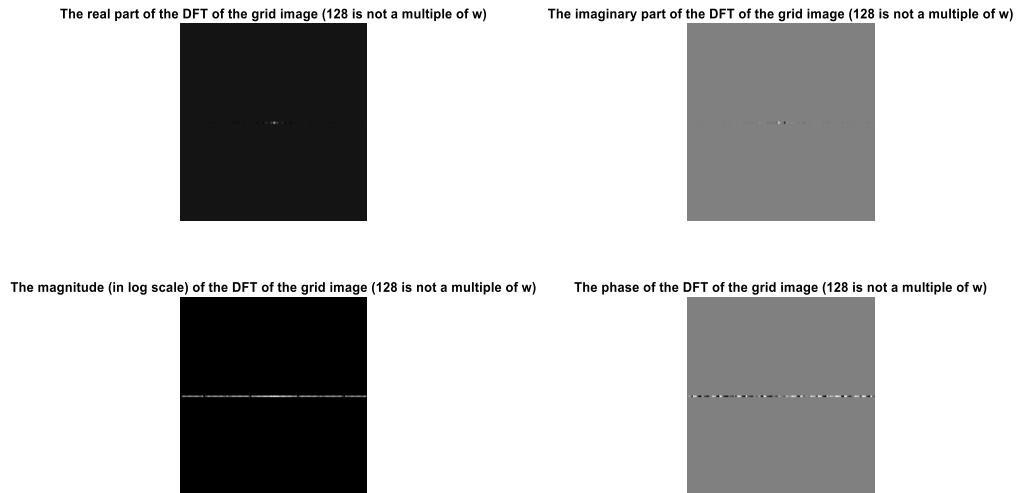 The real part of the DFT of the grid image (128 is not a multiple of w)
The imaginary part of the DFT of the grid image (128 is not a multiple of w)
The magnitude (in log scale) of the DFT of the grid image (128 is not a multiple of w)
The phase of the DFT of the grid image (128 is not a multiple of w)